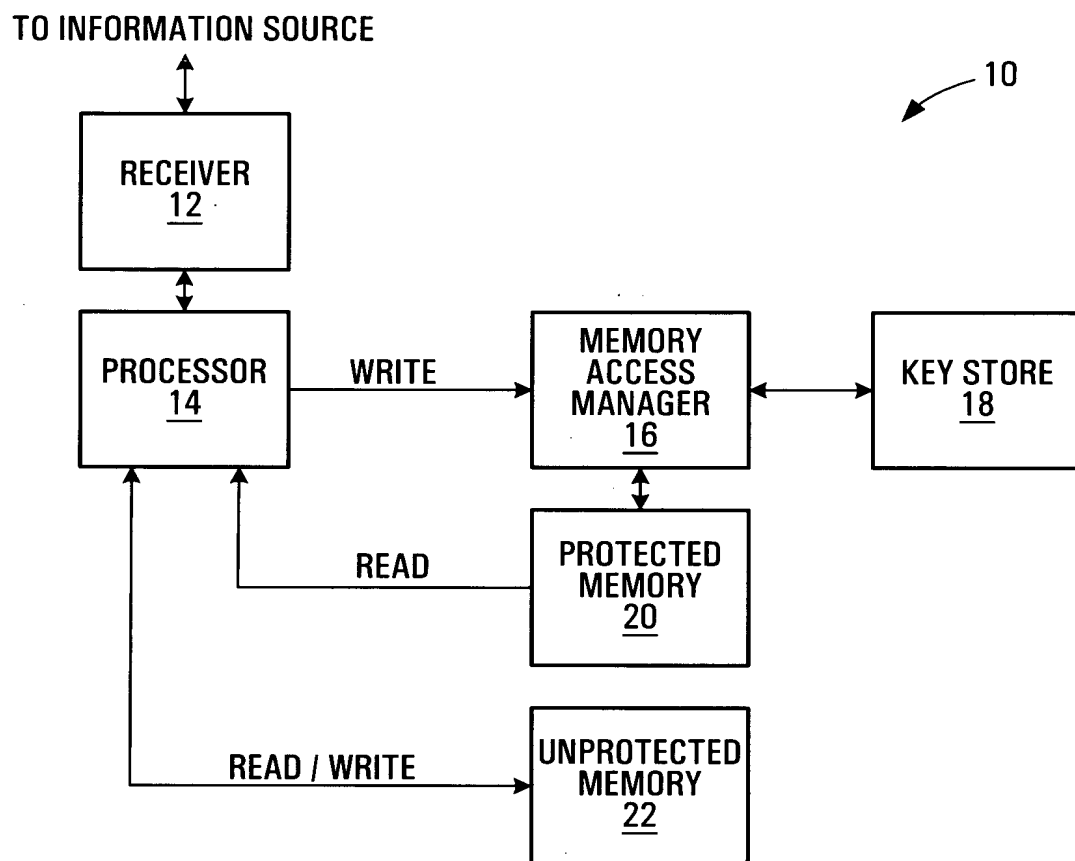 TO INFORMATION SOURCE
10
RECEIVER
12
PROCESSOR
14
WRITE
MEMORY
ACCESS
MANAGER
16
KEY STORE
18
READ
PROTECTED
MEMORY
20
READ / WRITE
UNPROTECTED
MEMORY
22